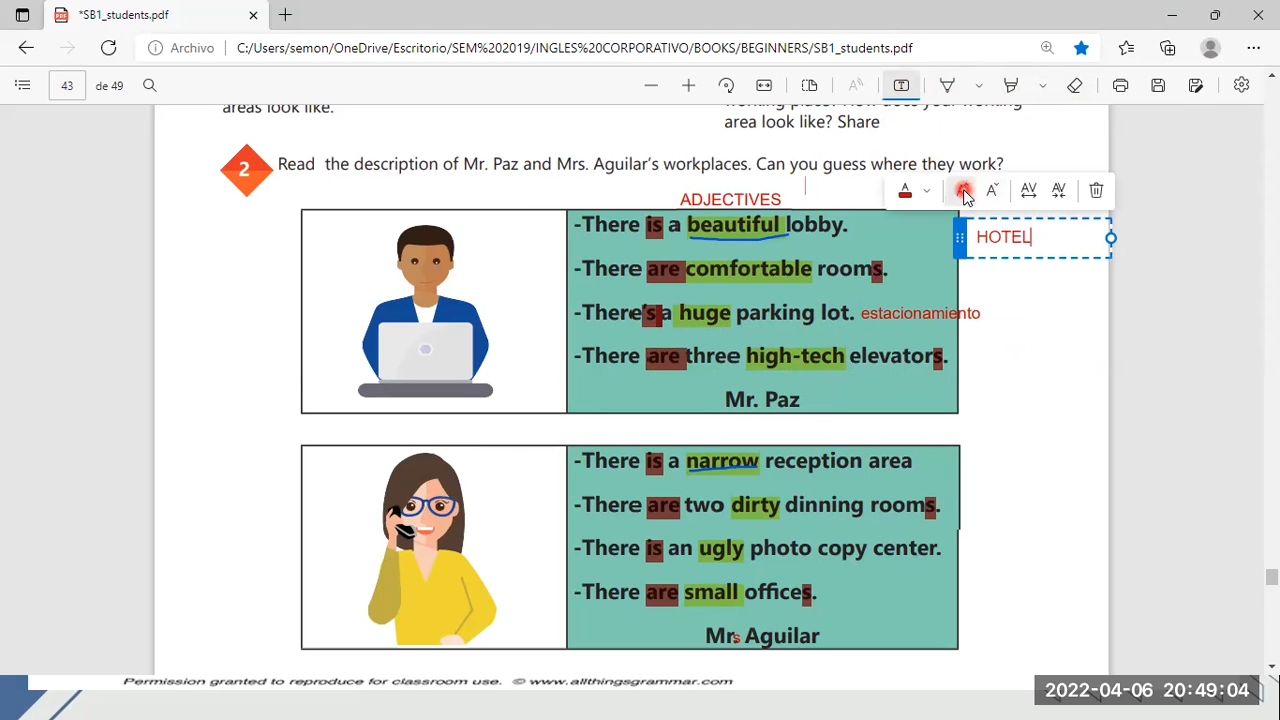 *SB1_students.pdf
Archivo
C:/Users/semon/OneDrive/Escritorio/SEM%202019/INGLES%20CORPORATIVO/BOOKS/BEGINNERS/SB1_students.pdf
43 de 49
areas look like.
area look like? Share
2
Read the description of Mr. Paz and Mrs. Aguilar's workplaces. Can you guess where they work?
ADJECTIVES
-There is a beautiful lobby.
HOTEL
-There are comfortable rooms.
-There's a huge parking lot. estacionamiento
-There are three high-tech elevators.
Mr. Paz
-There is a narrow reception area
-There are two dirty dinning rooms.
-There is an ugly photo copy center.
-There are small offices.
Mrs Aguilar
Permission granted to reproduce for classroom use. © www.allthingsgrammar.com
2022-04-06 20:49:04